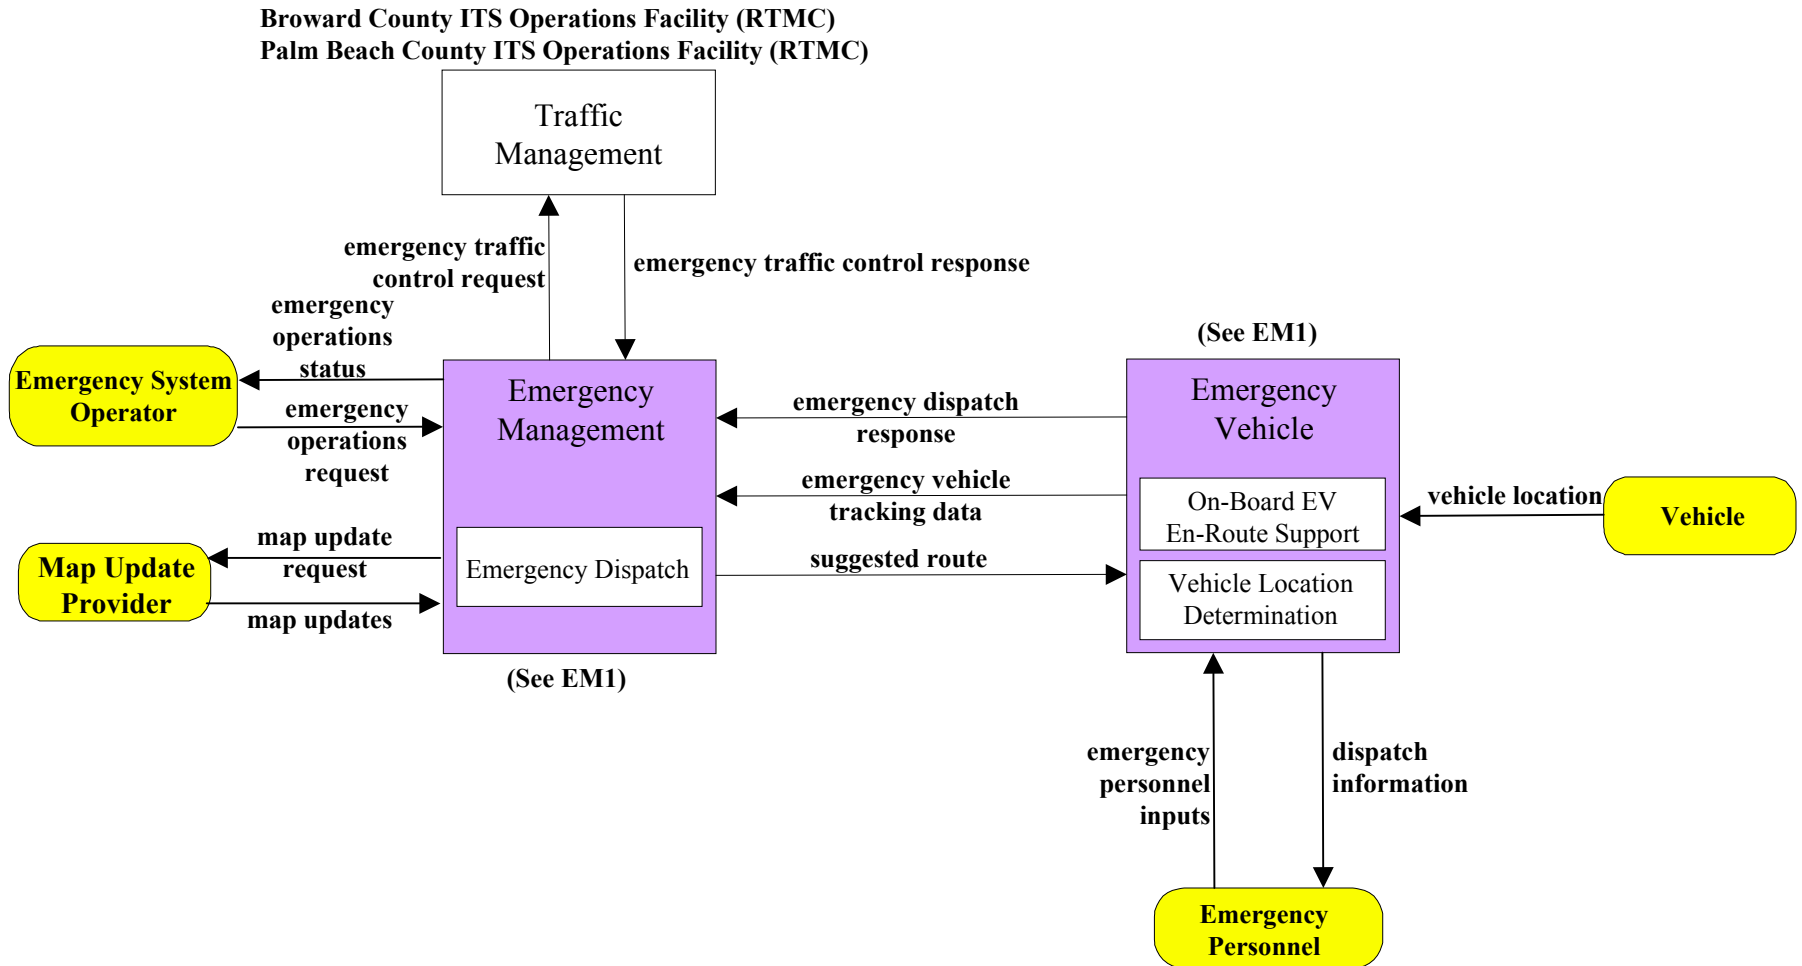 Broward County ITS Operations Facility (RTMC)
Palm Beach County ITS Operations Facility (RTMC)
Traffic
Management
emergency traffic
control request
emergency traffic control response
emergency
operations
status
Emergency System
Operator
emergency
operations
request
Emergency
Management
emergency dispatch
response
emergency vehicle
tracking data
suggested route
(See EM1)
Emergency
Vehicle
On-Board EV
En-Route Support
Vehicle Location
Determination
vehicle location
Vehicle
map update
request
Map Update
Provider
map updates
Emergency Dispatch
(See EM1)
emergency
personnel
inputs
dispatch
information
Emergency
Personnel